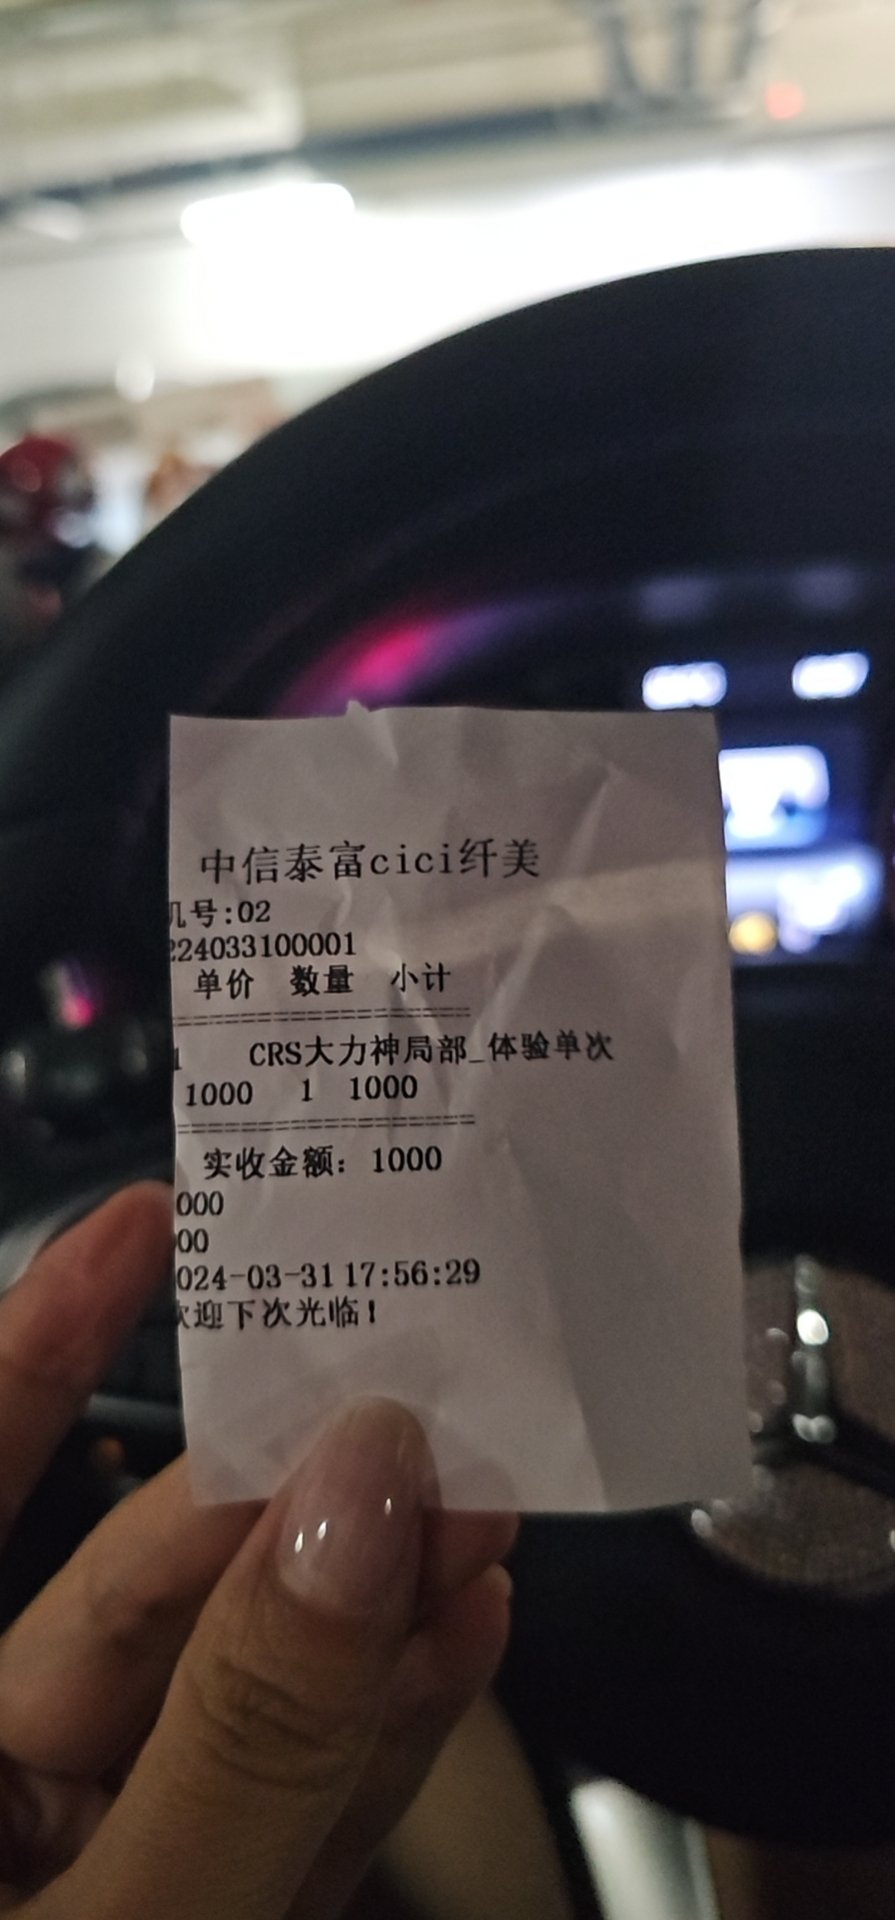 中信泰富cici纤美
机号:02
224033100001
单价 数量 小计
1 CRS大力神局部_体验单次
1000 1 1000
实收金额: 1000
000
00
024-03-31 17:56:29
欢迎下次光临!